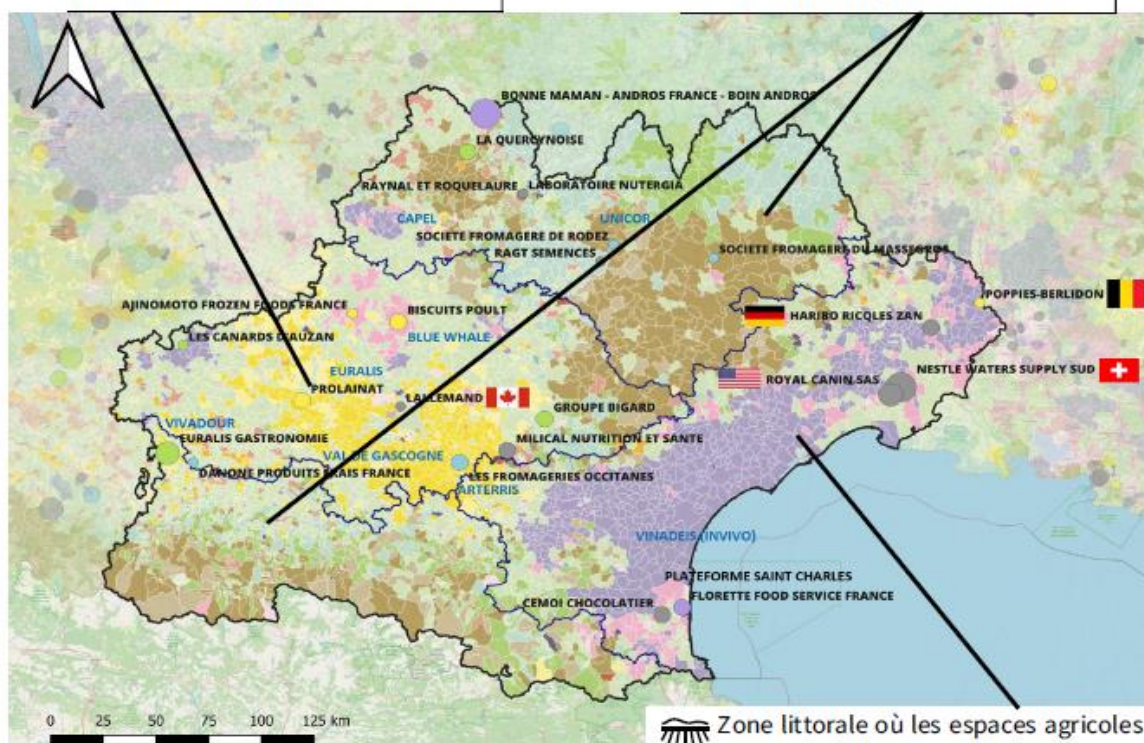 BONNE MAMAN - ANDROS FRANCE - BOIN ANDROS
LA QUERCYNOISE
RAYNAL ET ROQUELAURE
LABORATOIRE NUTERGIA
CAPEL
UNICOR
SOCIETE FROMAGERE DE RODEZ
RAGT SEMENCES
SOCIETE FROMAGERE DU MASSEGROS
AJINOMOTO FROZEN FOODS FRANCE
BISCUITS POULT
POPPIES-BERLIDON
HARIBO RICQLES ZAN
LES CANARDS D'AUZAN
BLUE WHALE
EURALIS
PROLAINAT
LALLEMAND
ROYAL CANIN SAS
NESTLE WATERS SUPPLY SUD
GROUPE BIGARD
VIVADOUR
EURALIS GASTRONOMIE
MILICAL NUTRITION ET SANTE
VAL DE GASCOGNE
DANONE PRODUITS FRAIS FRANCE
LES FROMAGERIES OCCITANES
ARTERRIS
VINADEIS (INVIVO)
PLATEFORME SAINT CHARLES
CEMOI CHOCOLATIER
FLORETTE FOOD SERVICE FRANCE
0 25 50 75 100 125 km
Zone littorale où les espaces agricoles